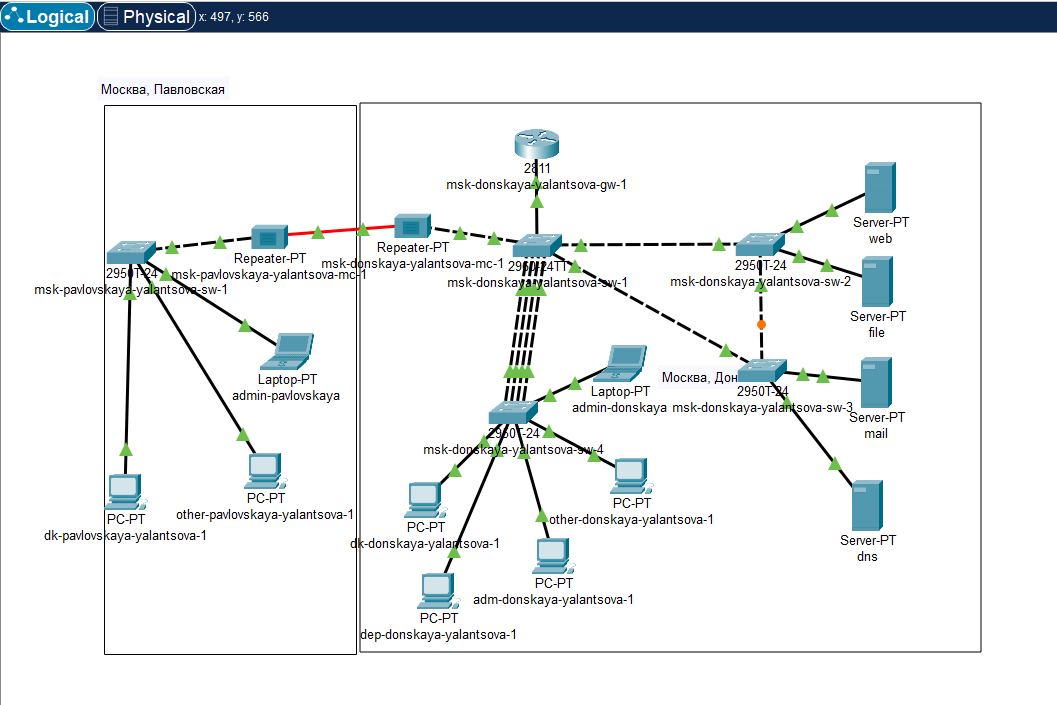 Logical
Physical
x: 497, y: 566
Москва, Павловская
2811
msk-donskaya-yalantsova-gw-1
Server-PT
web
Repeater-PT
msk-donskaya-yalantsova-mc-1
Repeater-PT
msk-pavlovskaya-yalantsova-mc-1
2950T-24
msk-pavlovskaya-yalantsova-sw-1
2960-24TT
msk-donskaya-yalantsova-sw-1
2950T-24
msk-donskaya-yalantsova-sw-2
Server-PT
file
Laptop-PT
admin-pavlovskaya
Laptop-PT
admin-donskaya
Москва, Дон
2950T-24
msk-donskaya-yalantsova-sw-3
Server-PT
mail
2950T-24
msk-donskaya-yalantsova-sw-4
PC-PT
other-pavlovskaya-yalantsova-1
PC-PT
dk-pavlovskaya-yalantsova-1
PC-PT
other-donskaya-yalantsova-1
PC-PT
dk-donskaya-yalantsova-1
Server-PT
dns
PC-PT
adm-donskaya-yalantsova-1
PC-PT
dep-donskaya-yalantsova-1